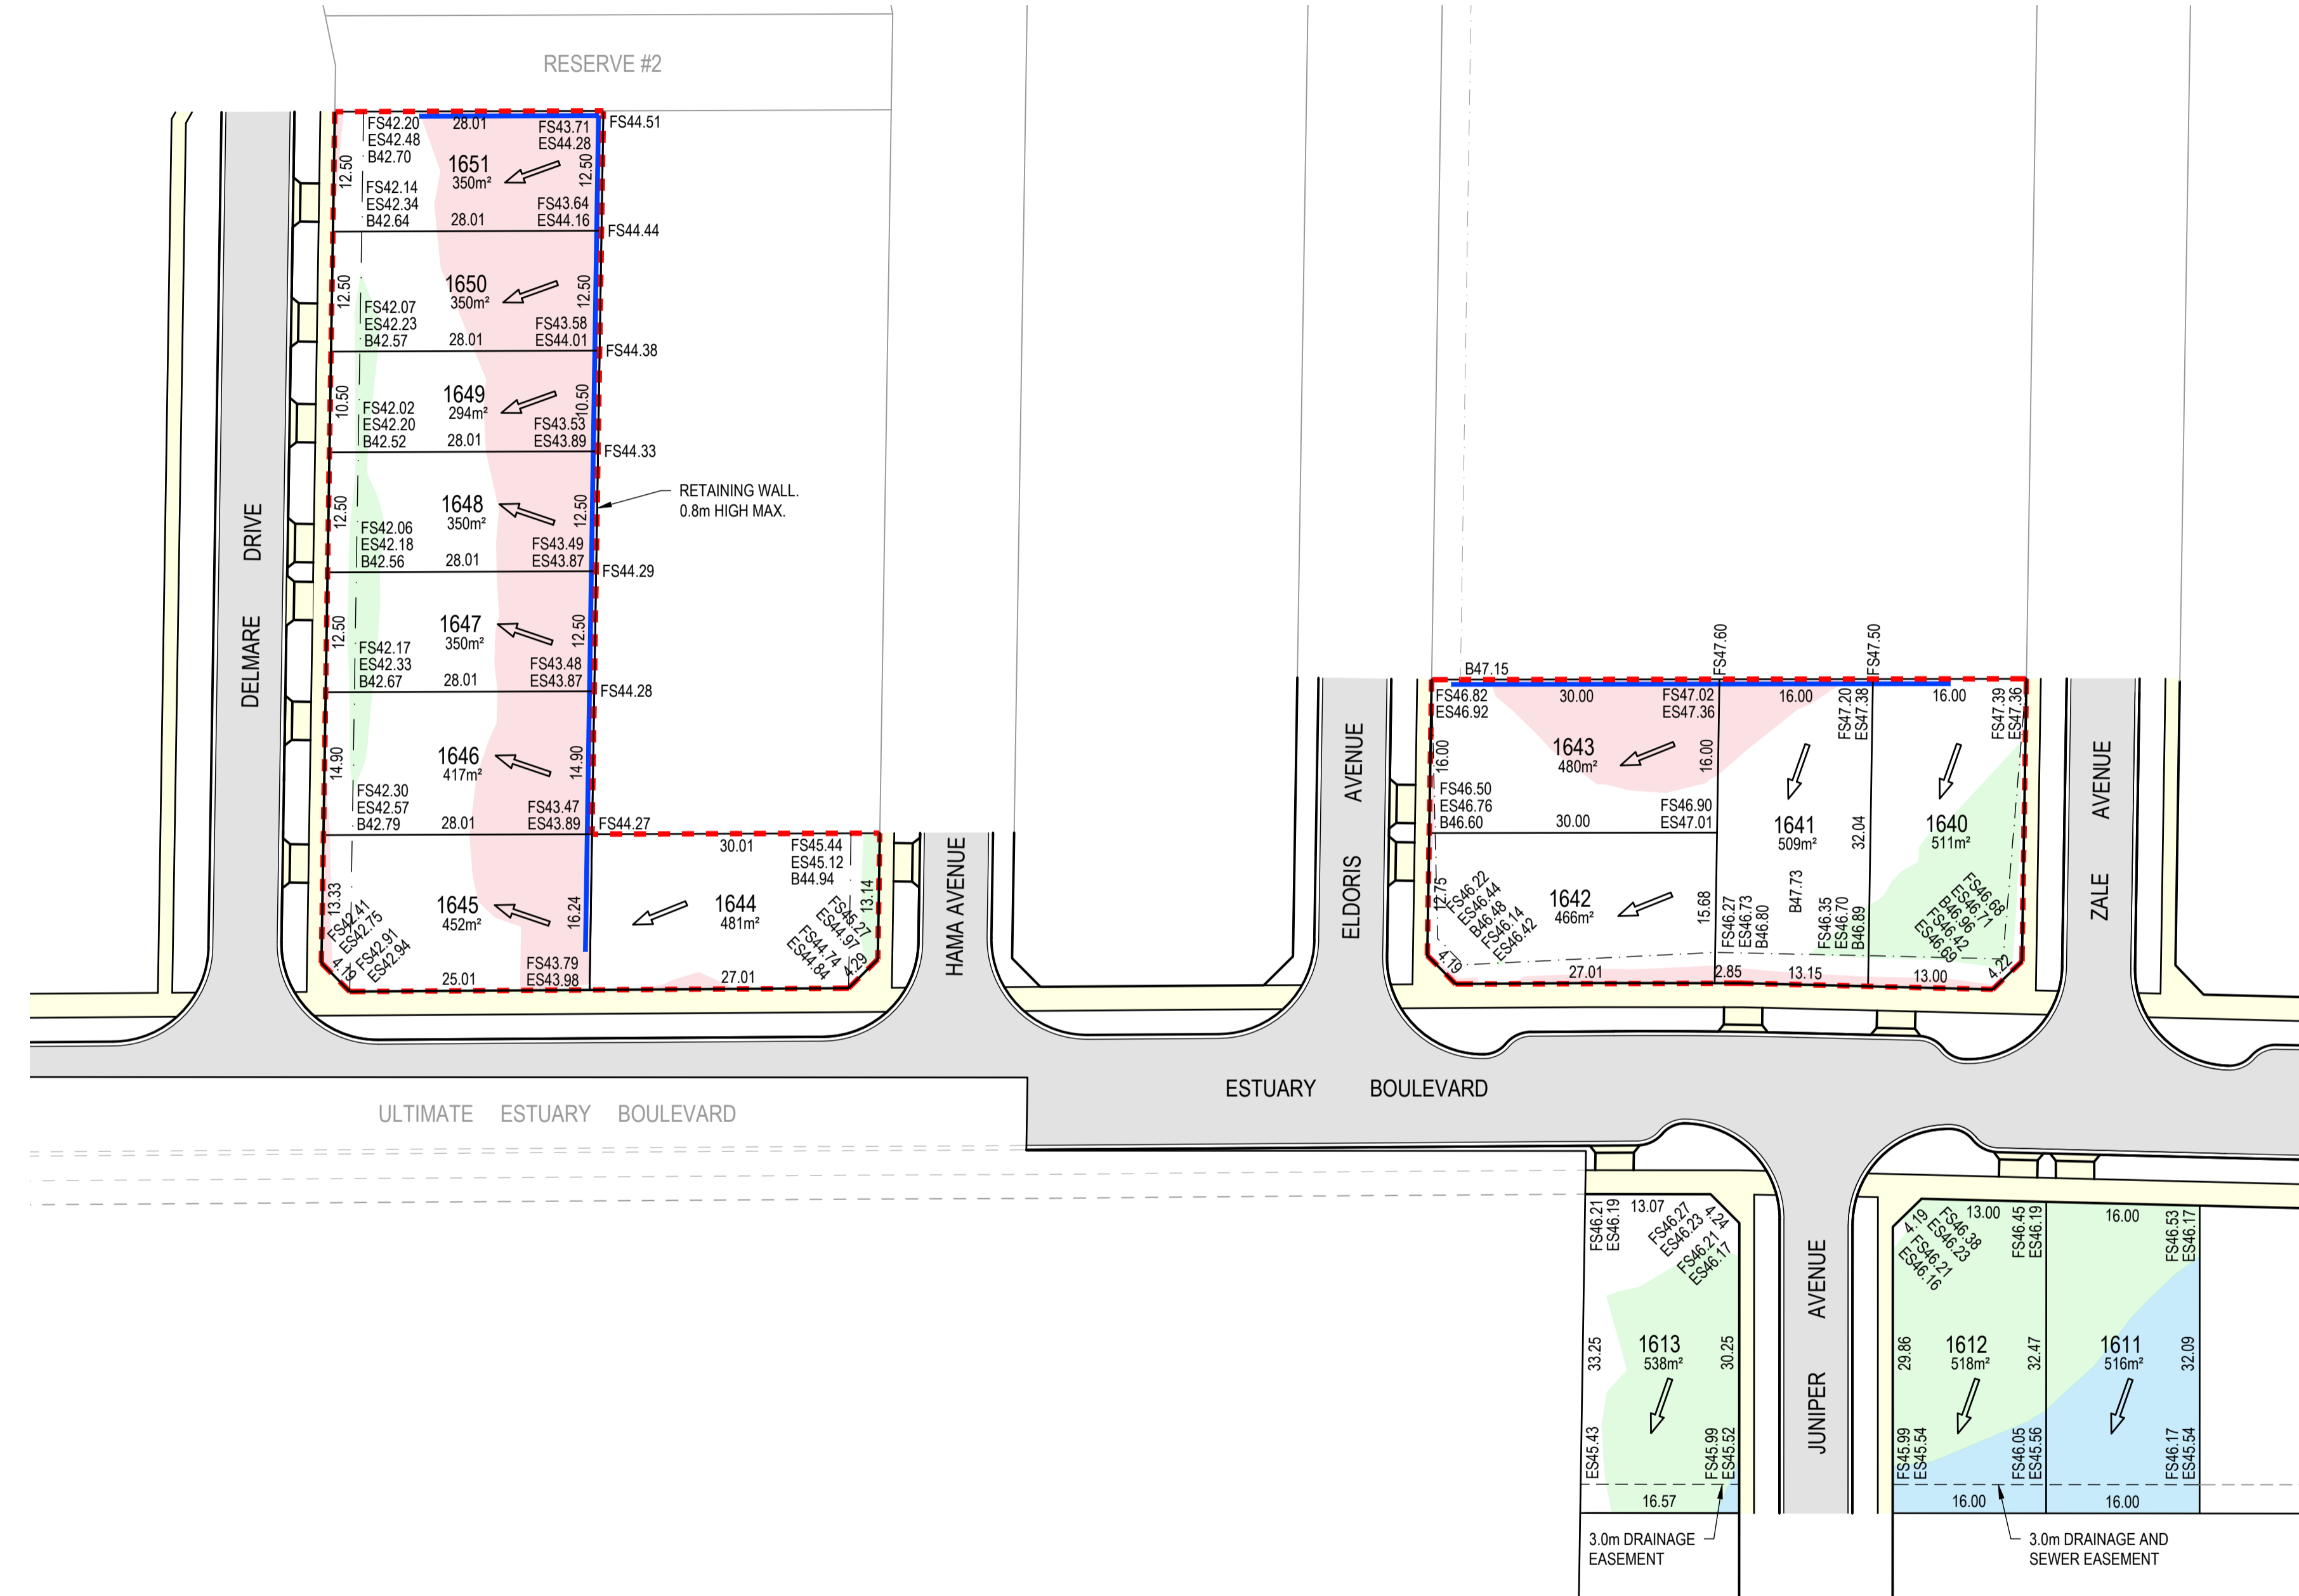 RESERVE #2
FS42.20
ES42.48
B42.70
28.01
FS43.71
ES44.28
FS44.51
12.50
1651
350m²
12.50
FS42.14
ES42.34
B42.64
28.01
FS43.64
ES44.16
FS44.44
12.50
1650
350m²
12.50
FS42.07
ES42.23
B42.57
28.01
FS43.58
ES44.01
FS44.38
10.50
1649
294m²
10.50
FS42.02
ES42.20
B42.52
28.01
FS43.53
ES43.89
FS44.33
12.50
1648
350m²
12.50
RETAINING WALL.
0.8m HIGH MAX.
FS42.06
ES42.18
B42.56
28.01
FS43.49
ES43.87
FS44.29
12.50
1647
350m²
12.50
FS42.17
ES42.33
B42.67
28.01
FS43.48
ES43.87
FS44.28
14.90
1646
417m²
14.90
FS42.30
ES42.57
B42.79
28.01
FS43.47
ES43.89
FS44.27
13.33
1645
452m²
16.24
FS42.41
ES42.75
FS42.91
ES42.94
4.19
25.01
FS43.79
ES43.98
30.01
FS45.44
ES45.12
B44.94
1644
481m²
13.14
FS45.27
ES44.97
FS44.74
ES44.84
4.29
27.01
DELMARE DRIVE
HAMA AVENUE
ELDORIS AVENUE
ZALE AVENUE
B47.15
FS47.60
FS47.50
FS46.82
ES46.92
30.00
FS47.02
ES47.36
16.00
FS47.20
ES47.38
16.00
FS47.39
ES47.36
16.00
1643
480m²
16.00
FS46.50
ES46.76
B46.60
30.00
FS46.90
ES47.01
1641
509m²
32.04
1640
511m²
12.75
FS46.22
ES46.44
B46.48
FS46.14
ES46.42
4.19
1642
466m²
15.68
27.01
FS46.27
ES46.73
B46.80
B47.73
FS46.35
ES46.70
B46.89
FS46.68
ES46.71
B46.96
FS46.42
ES46.69
2.85
13.15
13.00
4.22
ESTUARY BOULEVARD
ULTIMATE ESTUARY BOULEVARD
FS46.21
ES46.19
13.07
FS46.27
ES46.23
4.24
FS46.21
ES46.17
33.25
1613
538m²
30.25
ES45.43
FS45.99
ES45.52
16.57
3.0m DRAINAGE
EASEMENT
JUNIPER AVENUE
4.19
FS46.38
ES46.23
FS46.21
ES46.16
13.00
FS46.45
ES46.19
16.00
FS46.53
ES46.17
29.86
1612
518m²
32.47
1611
516m²
32.09
FS45.99
ES45.54
FS46.05
ES45.56
FS46.17
ES45.54
16.00
16.00
3.0m DRAINAGE AND
SEWER EASEMENT